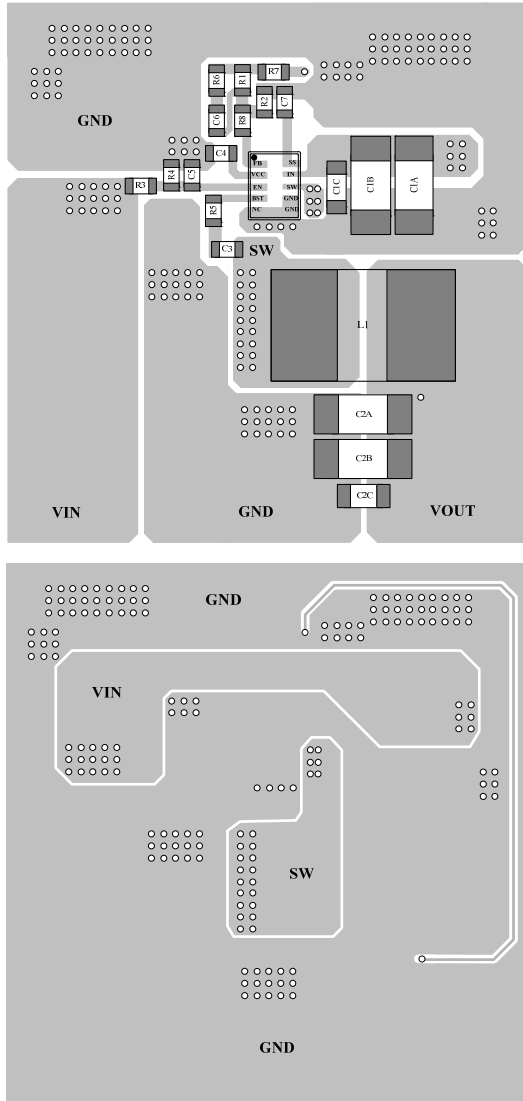 R6
R1
R7
R2
C7
GND
C6
R8
C4
FB
SS
VCC
IN
EN
SW
BST
GND
NC
GND
R3
R4
C5
C1C
C1B
C1A
R5
C3
SW
L1
C2A
C2B
C2C
VIN
GND
VOUT
GND
VIN
SW
GND